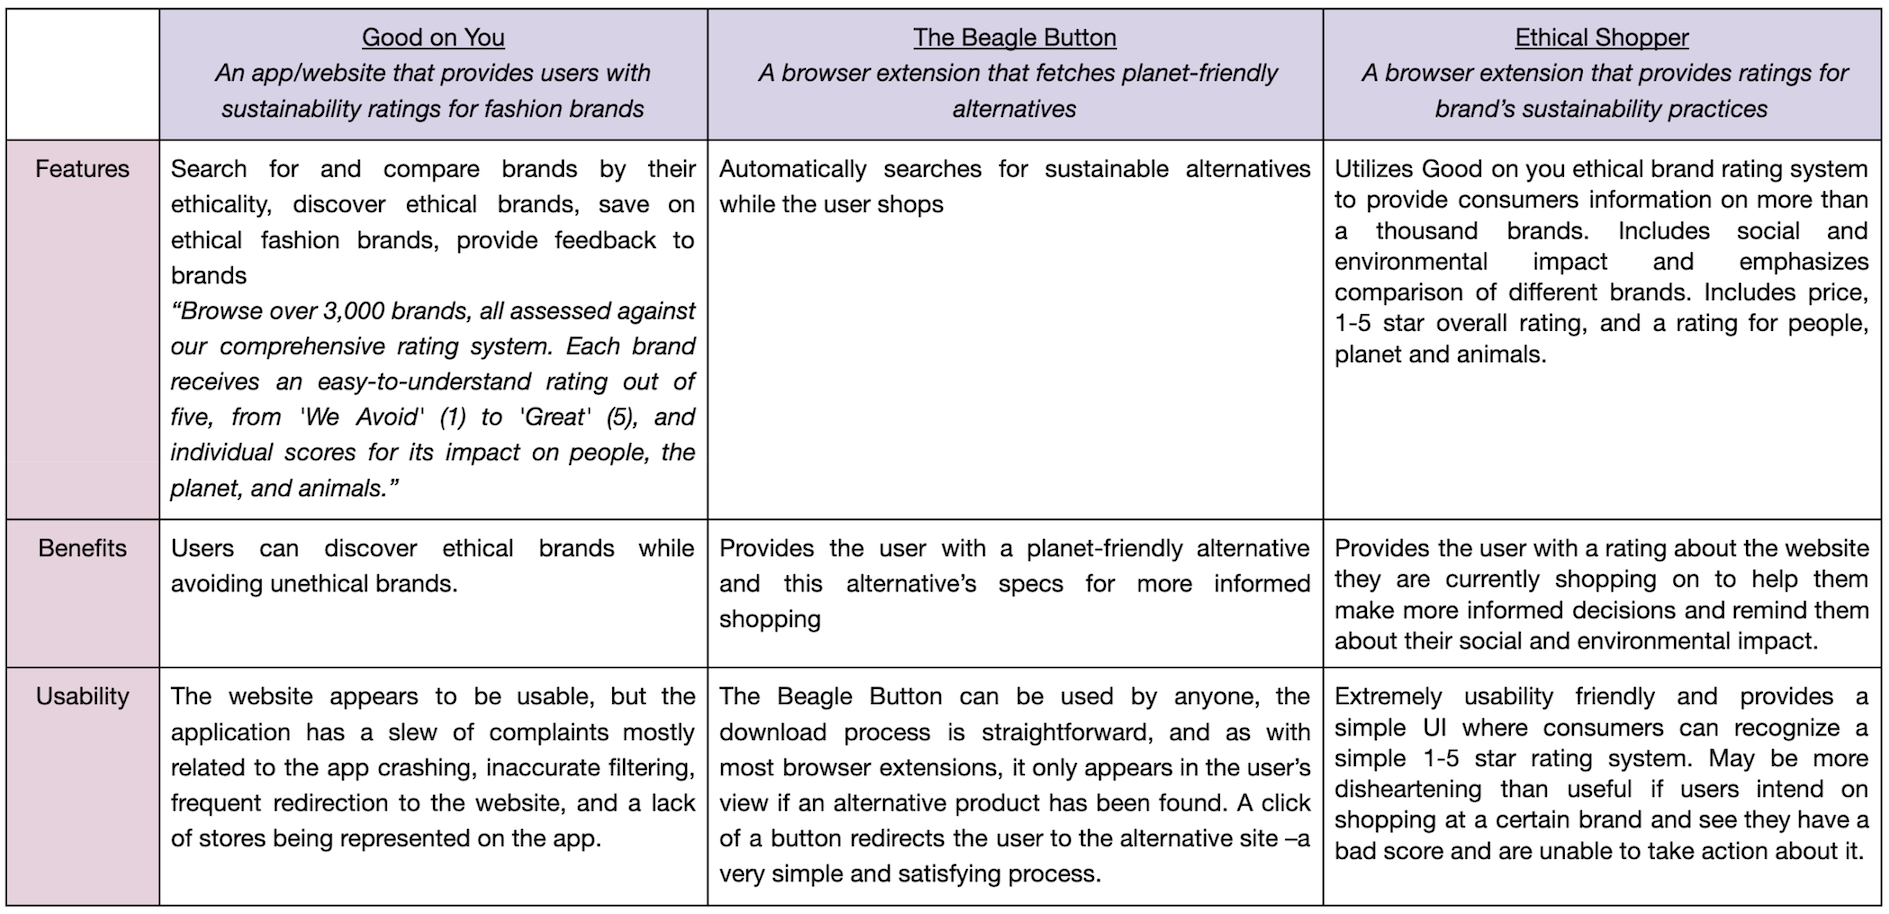 Good on You
An app/website that provides users with
sustainability ratings for fashion brands
The Beagle Button
A browser extension that fetches planet-friendly
alternatives
Ethical Shopper
A browser extension that provides ratings for
brand’s sustainability practices
Features
Search for and compare brands by their
ethicality, discover ethical brands, save on
ethical fashion brands, provide feedback to
brands
“Browse over 3,000 brands, all assessed against
our comprehensive rating system. Each brand
receives an easy-to-understand rating out of
five, from 'We Avoid' (1) to 'Great' (5), and
individual scores for its impact on people, the
planet, and animals.”
Automatically searches for sustainable alternatives
while the user shops
Utilizes Good on you ethical brand rating system
to provide consumers information on more than
a thousand brands. Includes social and
environmental impact and emphasizes
comparison of different brands. Includes price,
1-5 star overall rating, and a rating for people,
planet and animals.
Benefits
Users can discover ethical brands while
avoiding unethical brands.
Provides the user with a planet-friendly alternative
and this alternative’s specs for more informed
shopping
Provides the user with a rating about the website
they are currently shopping on to help them
make more informed decisions and remind them
about their social and environmental impact.
Usability
The website appears to be usable, but the
application has a slew of complaints mostly
related to the app crashing, inaccurate filtering,
frequent redirection to the website, and a lack
of stores being represented on the app.
The Beagle Button can be used by anyone, the
download process is straightforward, and as with
most browser extensions, it only appears in the user’s
view if an alternative product has been found. A click
of a button redirects the user to the alternative site –a
very simple and satisfying process.
Extremely usability friendly and provides a
simple UI where consumers can recognize a
simple 1-5 star rating system. May be more
disheartening than useful if users intend on
shopping at a certain brand and see they have a
bad score and are unable to take action about it.